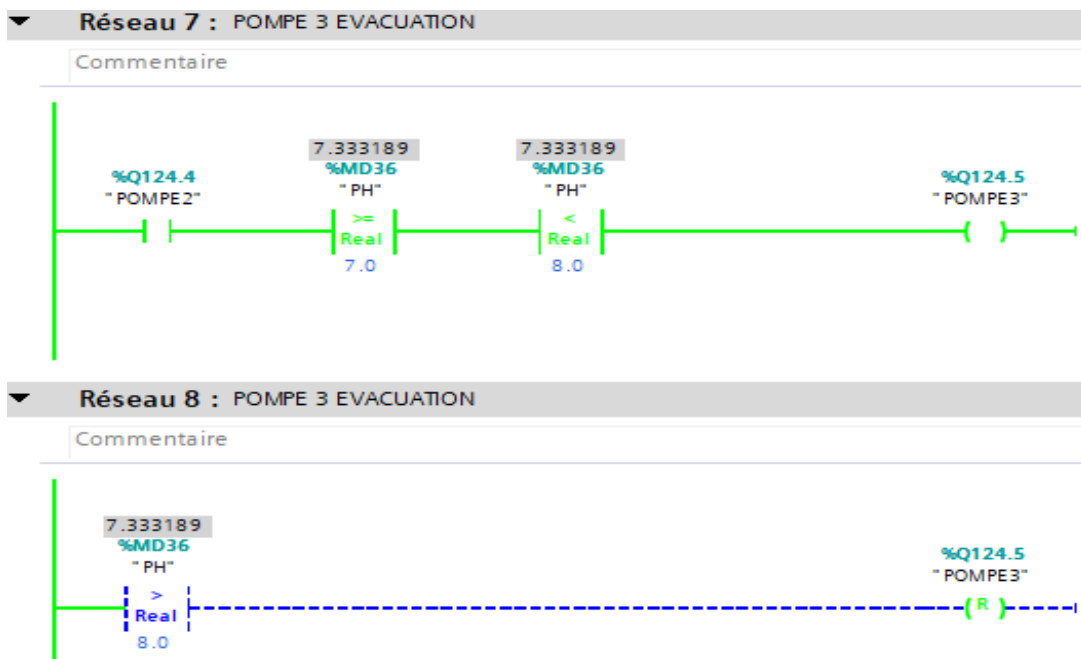 Réseau 7 : POMPE 3 EVACUATION
Commentaire
7.333189 7.333189
%MD36 %MD36
%Q124.4 "PH" "PH" %Q124.5
"POMPE2" "POMPE3"
>= <
Real Real
7.0 8.0
Réseau 8 : POMPE 3 EVACUATION
Commentaire
7.333189
%MD36
"PH"
%Q124.5
"POMPE3"
>
Real
R
8.0